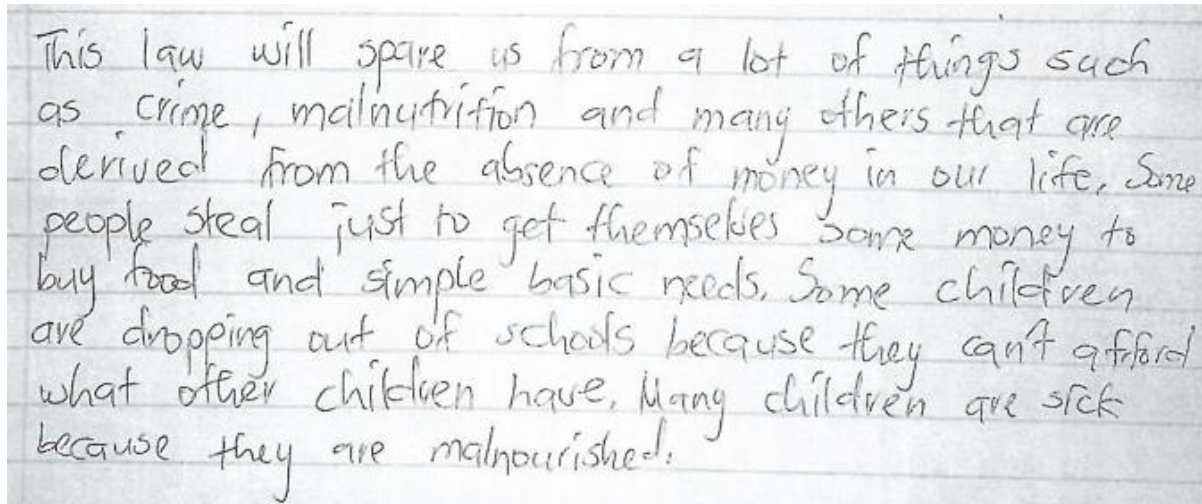 This law will spare us from a lot of things such
as crime, malnutrition and many others that are
derived from the absence of money in our life. Some
people steal just to get themselves some money to
buy food and simple basic needs. Some children
are dropping out of schools because they can't afford
what other children have. Many children are sick
because they are malnourished.